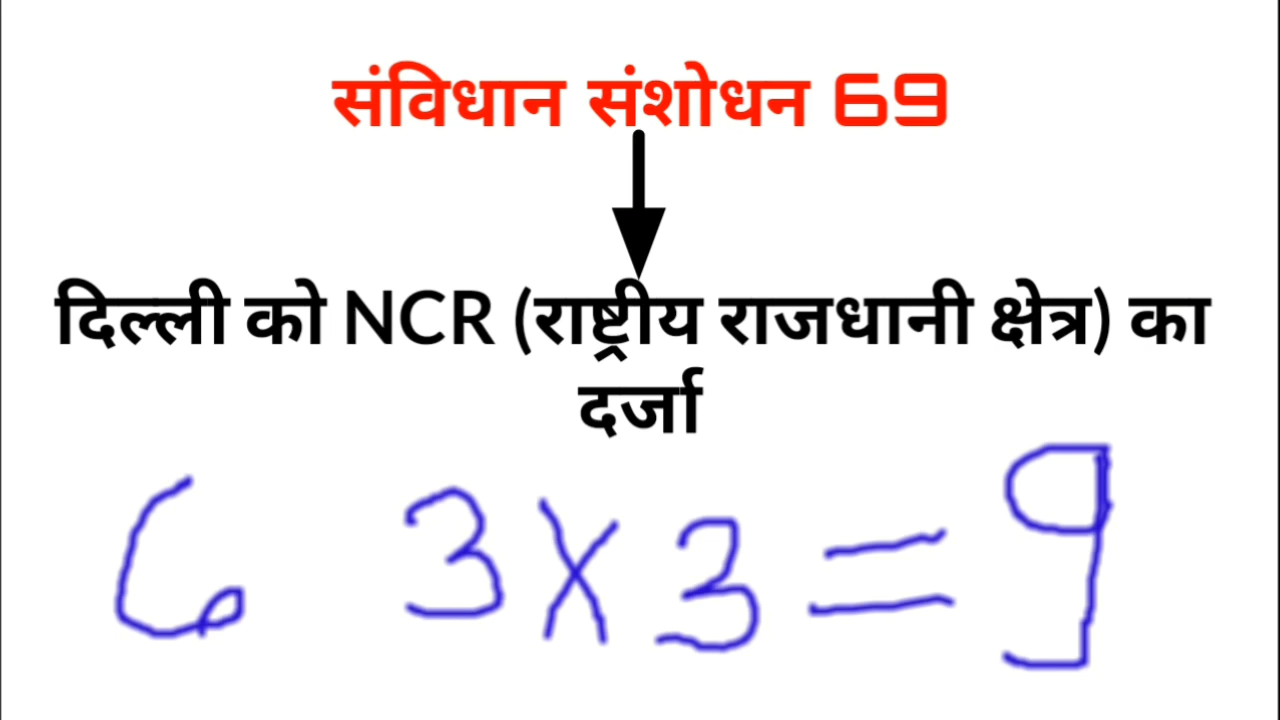 संविधान संशोधन 69
दिल्ली को NCR (राष्ट्रीय राजधानी क्षेत्र) का
दर्जा
6 3x3=9